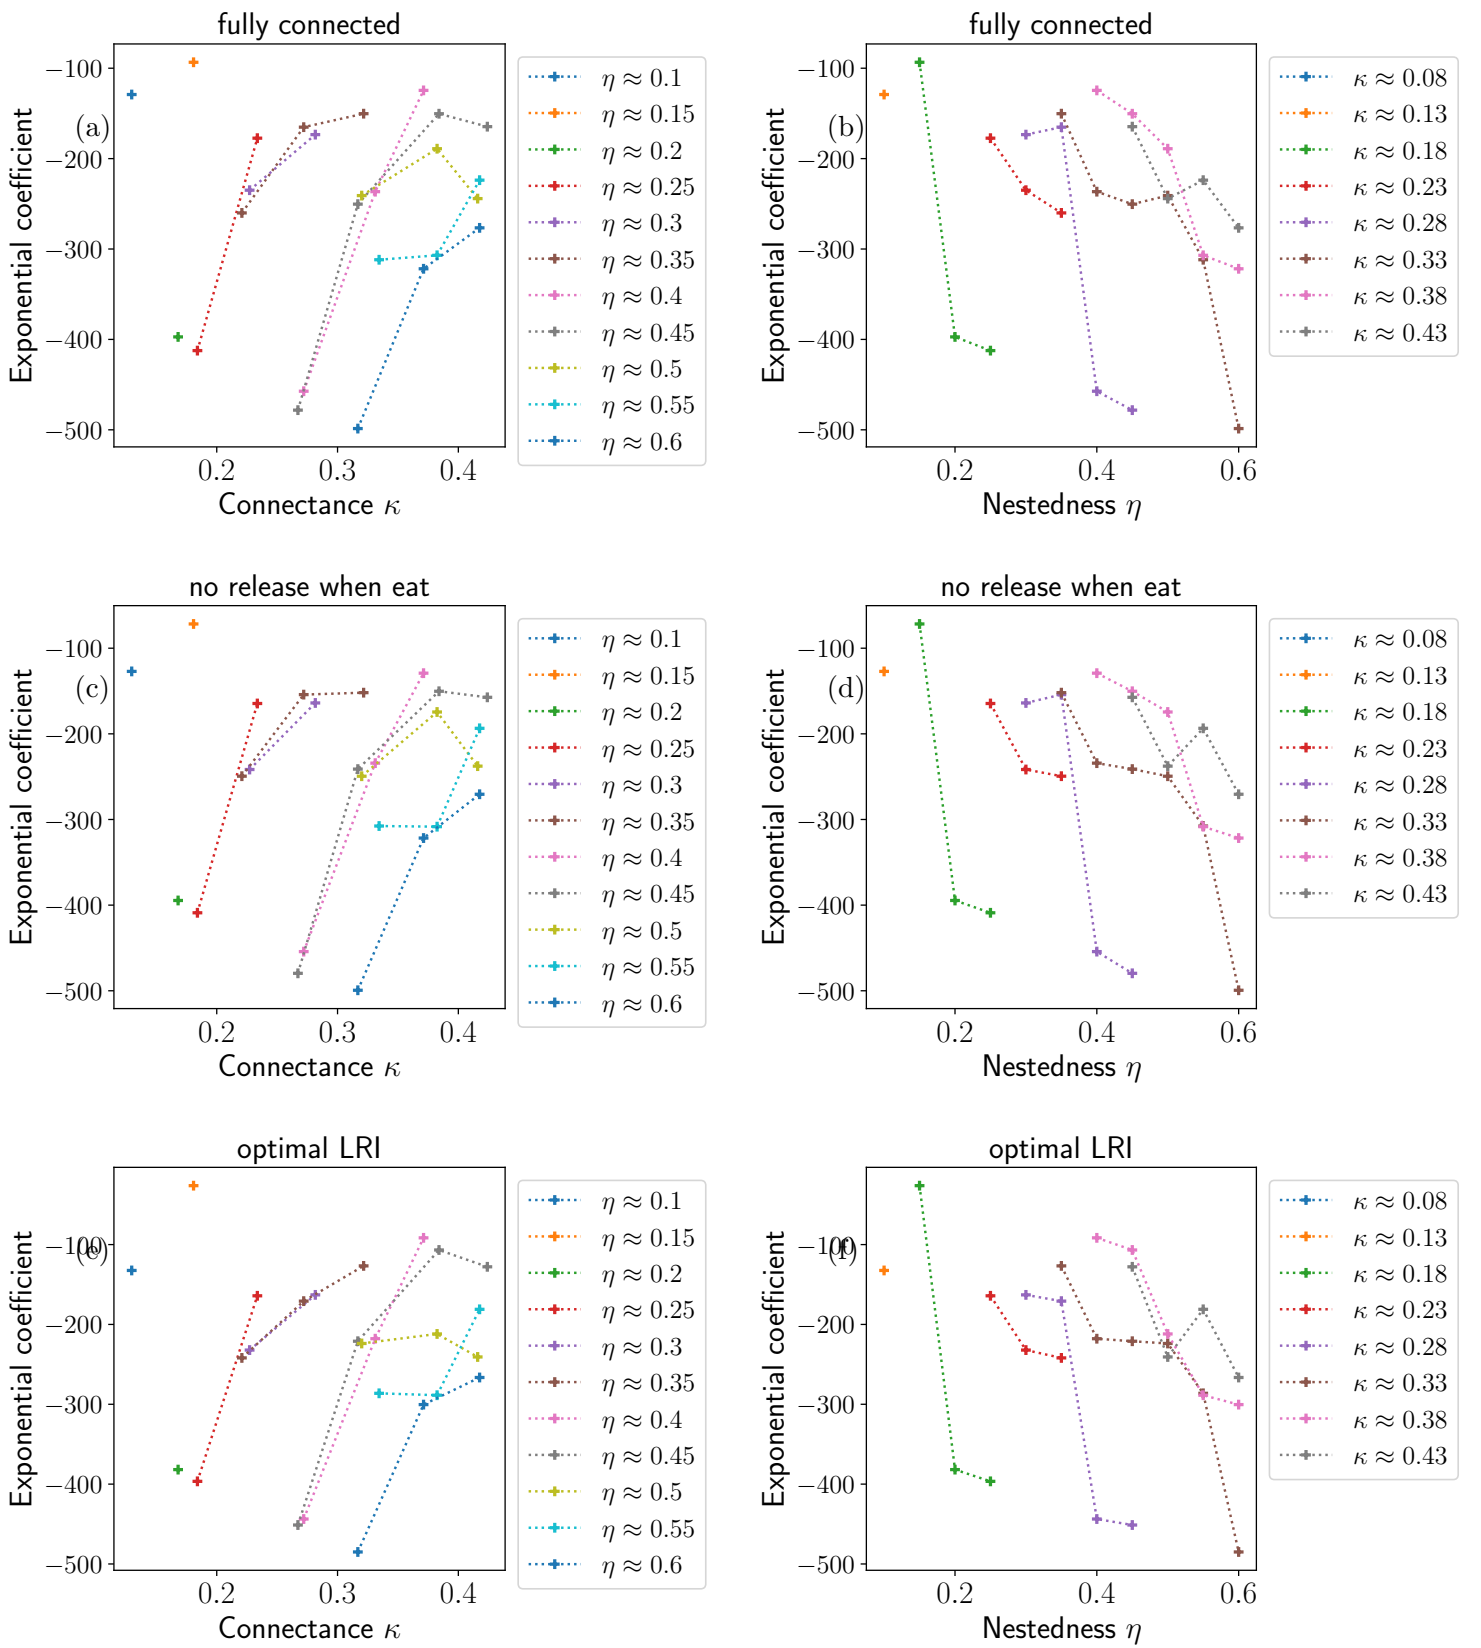 fully connected
Exponential coefficient
(a)
−100
−200
−300
−400
−500
0.2 0.3 0.4
Connectance κ
η ≈ 0.1
η ≈ 0.15
η ≈ 0.2
η ≈ 0.25
η ≈ 0.3
η ≈ 0.35
η ≈ 0.4
η ≈ 0.45
η ≈ 0.5
η ≈ 0.55
η ≈ 0.6
fully connected
Exponential coefficient
(b)
−100
−200
−300
−400
−500
0.2 0.4 0.6
Nestedness η
κ ≈ 0.08
κ ≈ 0.13
κ ≈ 0.18
κ ≈ 0.23
κ ≈ 0.28
κ ≈ 0.33
κ ≈ 0.38
κ ≈ 0.43
no release when eat
Exponential coefficient
(c)
−100
−200
−300
−400
−500
0.2 0.3 0.4
Connectance κ
η ≈ 0.1
η ≈ 0.15
η ≈ 0.2
η ≈ 0.25
η ≈ 0.3
η ≈ 0.35
η ≈ 0.4
η ≈ 0.45
η ≈ 0.5
η ≈ 0.55
η ≈ 0.6
no release when eat
Exponential coefficient
(d)
−100
−200
−300
−400
−500
0.2 0.4 0.6
Nestedness η
κ ≈ 0.08
κ ≈ 0.13
κ ≈ 0.18
κ ≈ 0.23
κ ≈ 0.28
κ ≈ 0.33
κ ≈ 0.38
κ ≈ 0.43
optimal LRI
Exponential coefficient
(e)
−100
−200
−300
−400
−500
0.2 0.3 0.4
Connectance κ
η ≈ 0.1
η ≈ 0.15
η ≈ 0.2
η ≈ 0.25
η ≈ 0.3
η ≈ 0.35
η ≈ 0.4
η ≈ 0.45
η ≈ 0.5
η ≈ 0.55
η ≈ 0.6
optimal LRI
Exponential coefficient
(f)
−100
−200
−300
−400
−500
0.2 0.4 0.6
Nestedness η
κ ≈ 0.08
κ ≈ 0.13
κ ≈ 0.18
κ ≈ 0.23
κ ≈ 0.28
κ ≈ 0.33
κ ≈ 0.38
κ ≈ 0.43